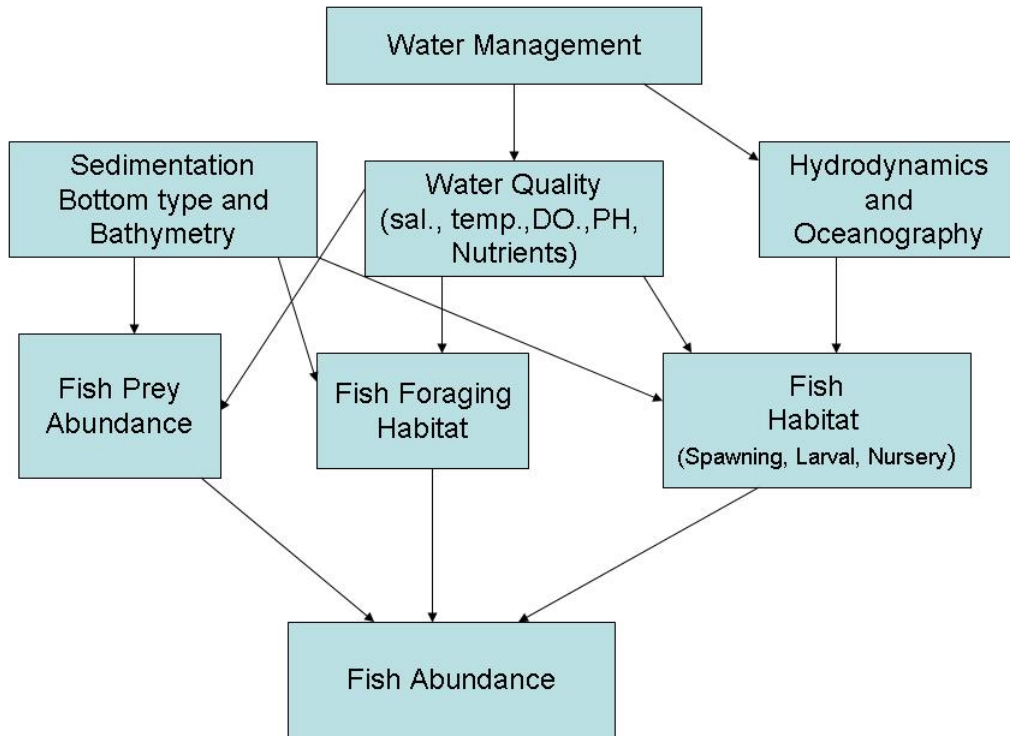 Water Management
Sedimentation
Bottom type and
Bathymetry
Water Quality
(sal., temp.,DO.,PH,
Nutrients)
Hydrodynamics
and
Oceanography
Fish Prey
Abundance
Fish Foraging
Habitat
Fish
Habitat
(Spawning, Larval, Nursery)
Fish Abundance